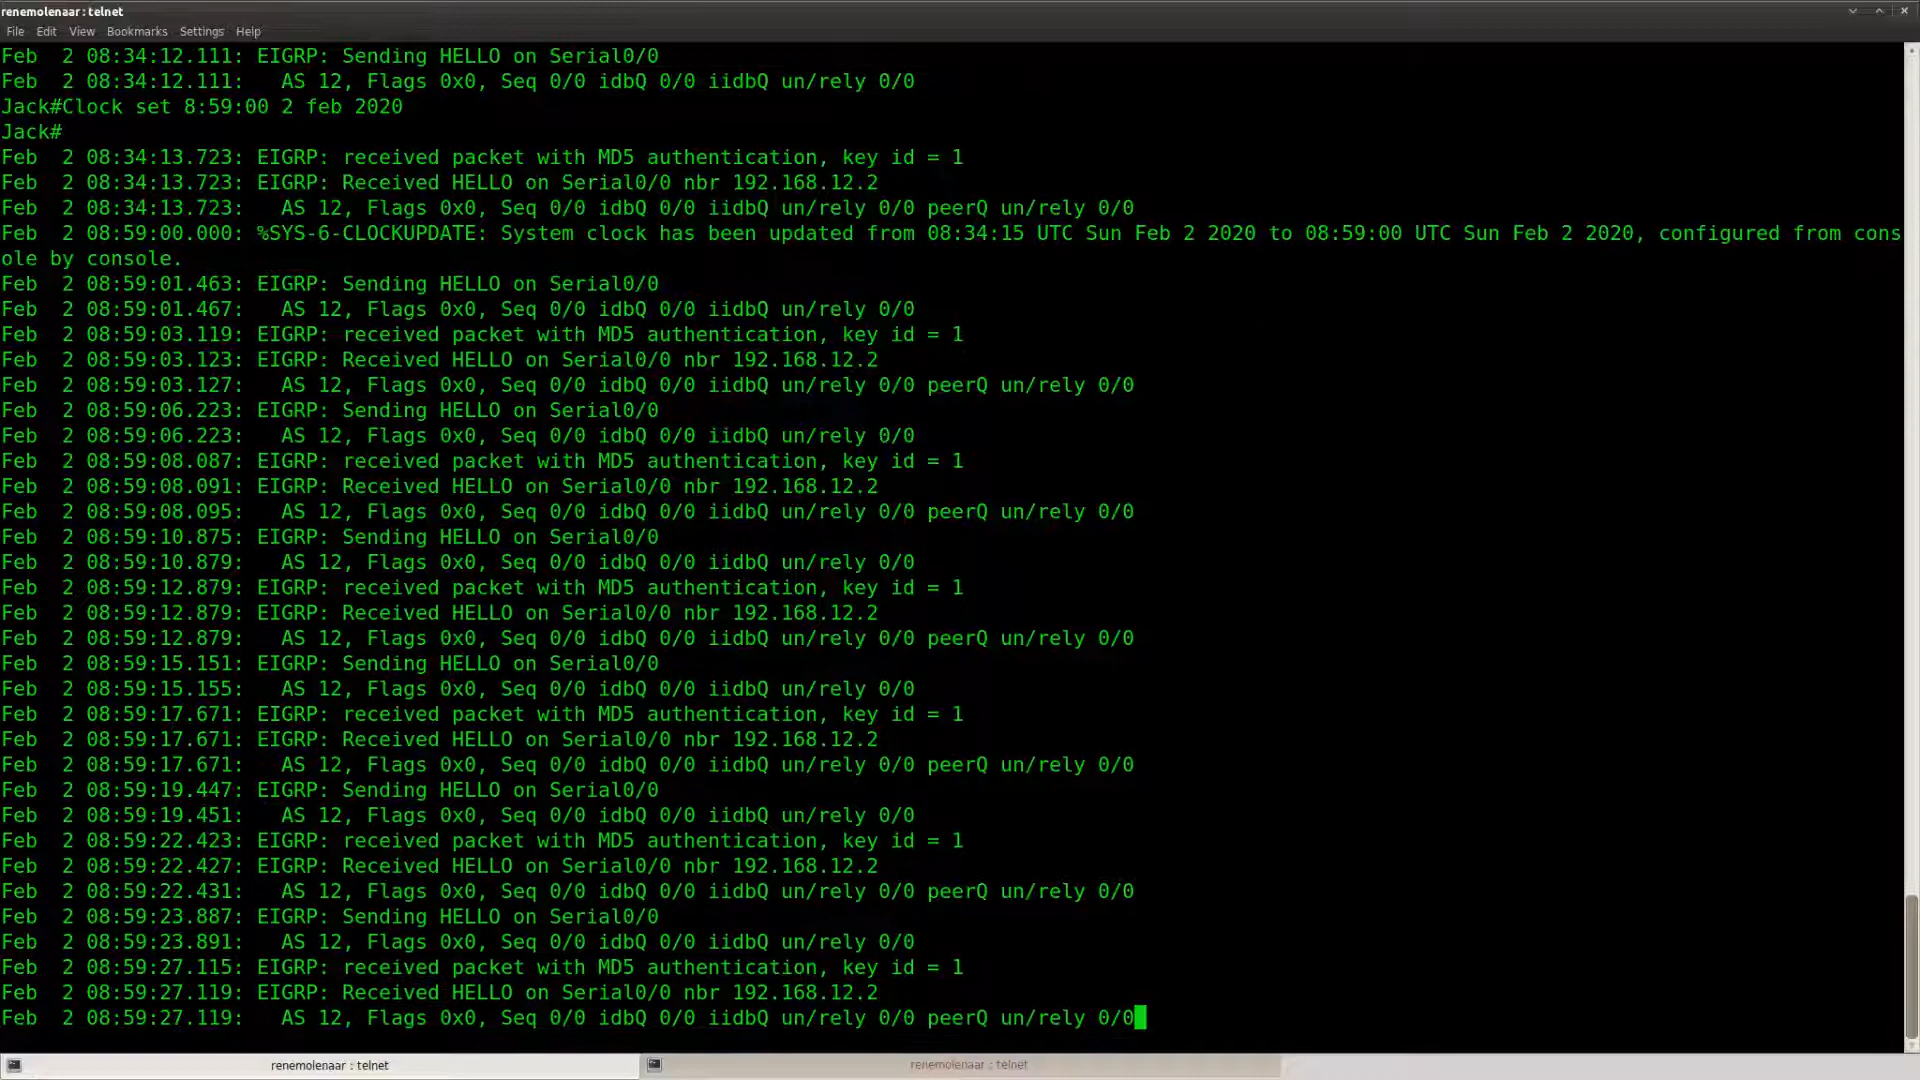 renemolenaar: telnet
File Edit View Bookmarks Settings Help
Feb  2 08:34:12.111: EIGRP: Sending HELLO on Serial0/0
Feb  2 08:34:12.111:   AS 12, Flags 0x0, Seq 0/0 idbQ 0/0 iidbQ un/rely 0/0
Jack#Clock set 8:59:00 2 feb 2020
Jack#
Feb  2 08:34:13.723: EIGRP: received packet with MD5 authentication, key id = 1
Feb  2 08:34:13.723: EIGRP: Received HELLO on Serial0/0 nbr 192.168.12.2
Feb  2 08:34:13.723:   AS 12, Flags 0x0, Seq 0/0 idbQ 0/0 iidbQ un/rely 0/0 peerQ un/rely 0/0
Feb  2 08:59:00.000: %SYS-6-CLOCKUPDATE: System clock has been updated from 08:34:15 UTC Sun Feb 2 2020 to 08:59:00 UTC Sun Feb 2 2020, configured from cons
ole by console.
Feb  2 08:59:01.463: EIGRP: Sending HELLO on Serial0/0
Feb  2 08:59:01.467:   AS 12, Flags 0x0, Seq 0/0 idbQ 0/0 iidbQ un/rely 0/0
Feb  2 08:59:03.119: EIGRP: received packet with MD5 authentication, key id = 1
Feb  2 08:59:03.123: EIGRP: Received HELLO on Serial0/0 nbr 192.168.12.2
Feb  2 08:59:03.127:   AS 12, Flags 0x0, Seq 0/0 idbQ 0/0 iidbQ un/rely 0/0 peerQ un/rely 0/0
Feb  2 08:59:06.223: EIGRP: Sending HELLO on Serial0/0
Feb  2 08:59:06.223:   AS 12, Flags 0x0, Seq 0/0 idbQ 0/0 iidbQ un/rely 0/0
Feb  2 08:59:08.087: EIGRP: received packet with MD5 authentication, key id = 1
Feb  2 08:59:08.091: EIGRP: Received HELLO on Serial0/0 nbr 192.168.12.2
Feb  2 08:59:08.095:   AS 12, Flags 0x0, Seq 0/0 idbQ 0/0 iidbQ un/rely 0/0 peerQ un/rely 0/0
Feb  2 08:59:10.875: EIGRP: Sending HELLO on Serial0/0
Feb  2 08:59:10.879:   AS 12, Flags 0x0, Seq 0/0 idbQ 0/0 iidbQ un/rely 0/0
Feb  2 08:59:12.879: EIGRP: received packet with MD5 authentication, key id = 1
Feb  2 08:59:12.879: EIGRP: Received HELLO on Serial0/0 nbr 192.168.12.2
Feb  2 08:59:12.879:   AS 12, Flags 0x0, Seq 0/0 idbQ 0/0 iidbQ un/rely 0/0 peerQ un/rely 0/0
Feb  2 08:59:15.151: EIGRP: Sending HELLO on Serial0/0
Feb  2 08:59:15.155:   AS 12, Flags 0x0, Seq 0/0 idbQ 0/0 iidbQ un/rely 0/0
Feb  2 08:59:17.671: EIGRP: received packet with MD5 authentication, key id = 1
Feb  2 08:59:17.671: EIGRP: Received HELLO on Serial0/0 nbr 192.168.12.2
Feb  2 08:59:17.671:   AS 12, Flags 0x0, Seq 0/0 idbQ 0/0 iidbQ un/rely 0/0 peerQ un/rely 0/0
Feb  2 08:59:19.447: EIGRP: Sending HELLO on Serial0/0
Feb  2 08:59:19.451:   AS 12, Flags 0x0, Seq 0/0 idbQ 0/0 iidbQ un/rely 0/0
Feb  2 08:59:22.423: EIGRP: received packet with MD5 authentication, key id = 1
Feb  2 08:59:22.427: EIGRP: Received HELLO on Serial0/0 nbr 192.168.12.2
Feb  2 08:59:22.431:   AS 12, Flags 0x0, Seq 0/0 idbQ 0/0 iidbQ un/rely 0/0 peerQ un/rely 0/0
Feb  2 08:59:23.887: EIGRP: Sending HELLO on Serial0/0
Feb  2 08:59:23.891:   AS 12, Flags 0x0, Seq 0/0 idbQ 0/0 iidbQ un/rely 0/0
Feb  2 08:59:27.115: EIGRP: received packet with MD5 authentication, key id = 1
Feb  2 08:59:27.119: EIGRP: Received HELLO on Serial0/0 nbr 192.168.12.2
Feb  2 08:59:27.119:   AS 12, Flags 0x0, Seq 0/0 idbQ 0/0 iidbQ un/rely 0/0 peerQ un/rely 0/0
renemolenaar : telnet
renemolenaar : telnet